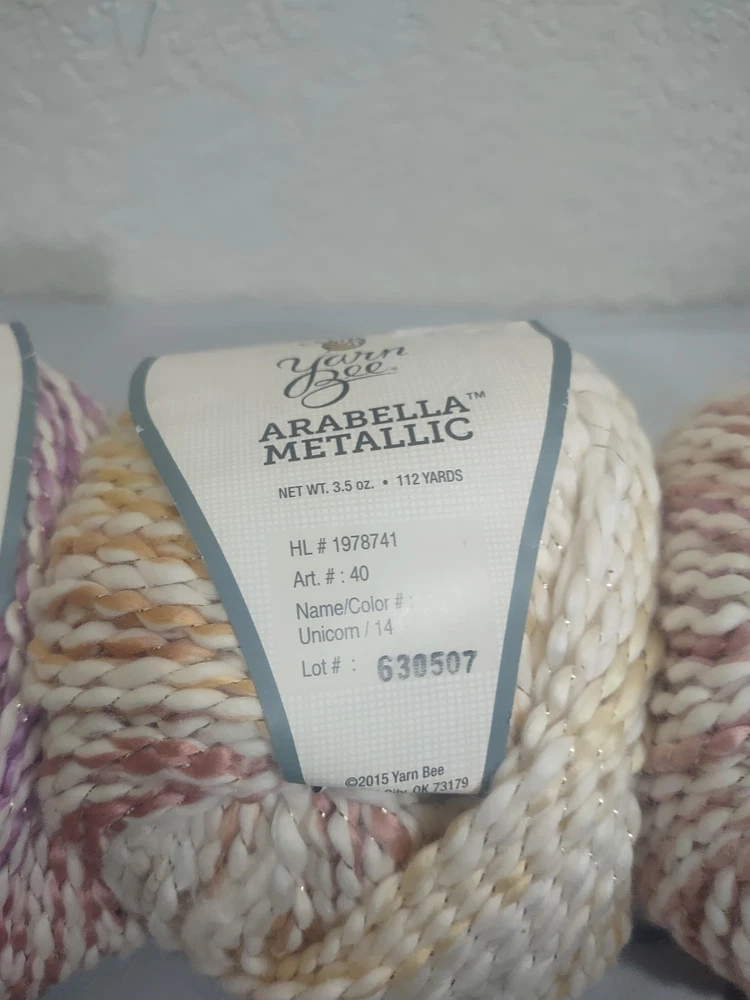 Yarn
Bee
ARABELLA™
METALLIC
NET WT. 3.5 oz. • 112 YARDS
HL # 1978741
Art. # : 40
Name/Color # :
Unicorn / 14
Lot # : 630507
©2015 Yarn Bee
City, OK 73179